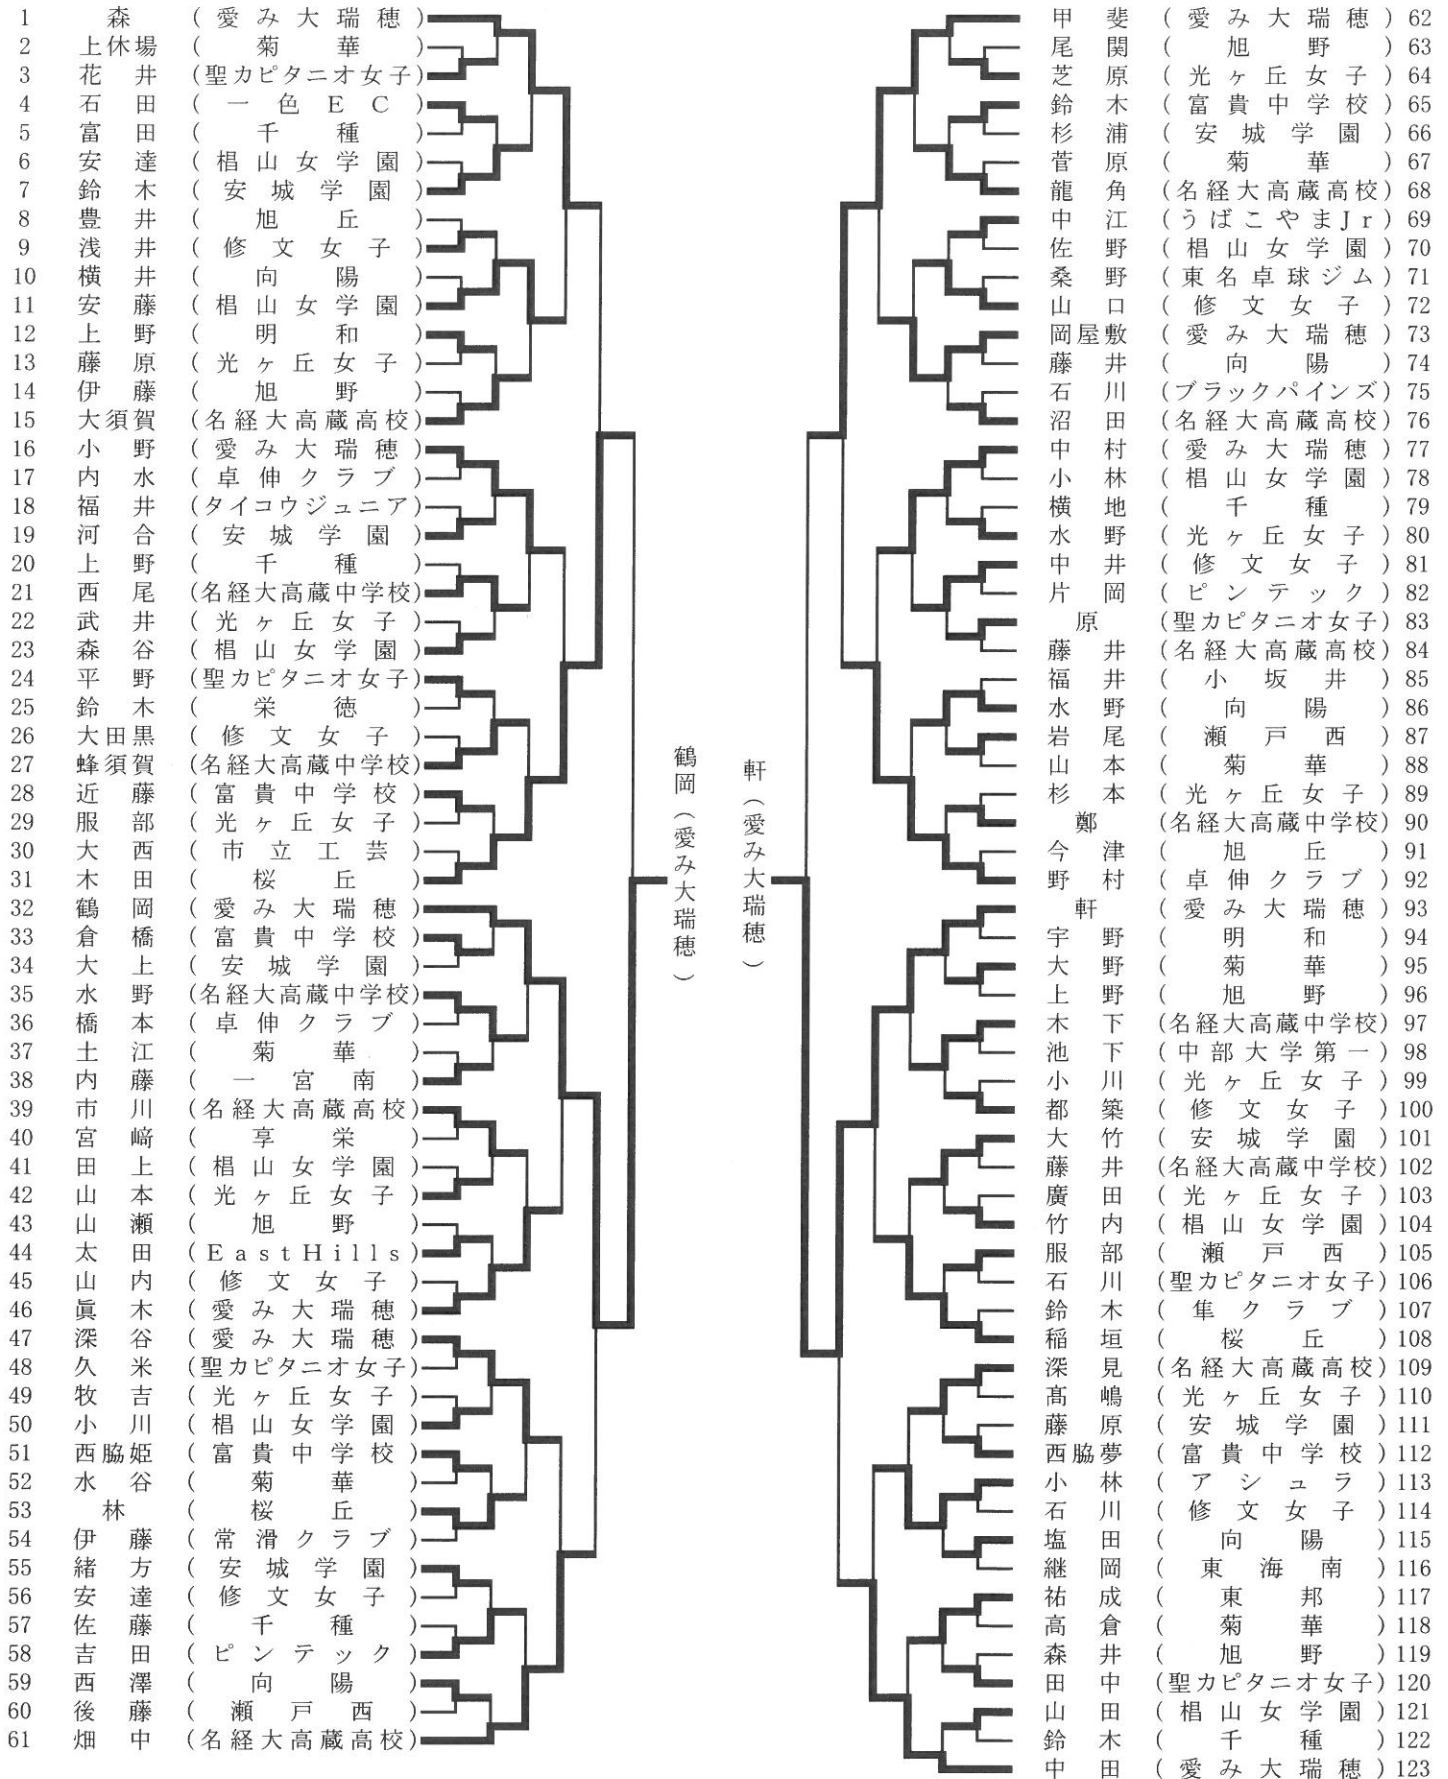 1 森 (愛み大瑞穂)
2 上休場 (菊華)
3 花井 (聖カピタニオ女子)
4 石田 (一色EC)
5 富田 (千種)
6 安達 (椙山女学園)
7 鈴木 (安城学園)
8 豊井 (旭丘)
9 浅井 (修文女子)
10 横井 (向陽)
11 安藤 (椙山女学園)
12 上野 (明和)
13 藤原 (光ヶ丘女子)
14 伊藤 (旭野)
15 大須賀 (名経大高蔵高校)
16 小野 (愛み大瑞穂)
17 内水 (卓伸クラブ)
18 福井 (タイコウジュニア)
19 河合 (安城学園)
20 上野 (千種)
21 西尾 (名経大高蔵中学校)
22 武井 (光ヶ丘女子)
23 森谷 (椙山女学園)
24 平野 (聖カピタニオ女子)
25 鈴木 (栄徳)
26 大田黒 (修文女子)
27 蜂須賀 (名経大高蔵中学校)
28 近藤 (富貴中学校)
29 服部 (光ヶ丘女子)
30 大西 (市立工芸)
31 木田 (桜丘)
32 鶴岡 (愛み大瑞穂)
33 倉橋 (富貴中学校)
34 大上 (安城学園)
35 水野 (名経大高蔵中学校)
36 橋本 (卓伸クラブ)
37 土江 (菊華)
38 内藤 (一宮南)
39 市川 (名経大高蔵高校)
40 宮﨑 (享栄)
41 田上 (椙山女学園)
42 山本 (光ヶ丘女子)
43 山瀬 (旭野)
44 太田 (EastHills)
45 山内 (修文女子)
46 眞木 (愛み大瑞穂)
47 深谷 (愛み大瑞穂)
48 久米 (聖カピタニオ女子)
49 牧吉 (光ヶ丘女子)
50 小川 (椙山女学園)
51 西脇姫 (富貴中学校)
52 水谷 (菊華)
53 林 (桜丘)
54 伊藤 (常滑クラブ)
55 緒方 (安城学園)
56 安達 (修文女子)
57 佐藤 (千種)
58 吉田 (ピンテック)
59 西澤 (向陽)
60 後藤 (瀬戸西)
61 畑中 (名経大高蔵高校)
鶴岡(愛み大瑞穂)
軒(愛み大瑞穂)
甲斐 (愛み大瑞穂) 62
尾関 (旭野) 63
芝原 (光ヶ丘女子) 64
鈴木 (富貴中学校) 65
杉浦 (安城学園) 66
菅原 (菊華) 67
龍角 (名経大高蔵高校) 68
中江 (うばこやまJr) 69
佐野 (椙山女学園) 70
桑野 (東名卓球ジム) 71
山口 (修文女子) 72
岡屋敷 (愛み大瑞穂) 73
藤井 (向陽) 74
石川 (ブラックパインズ) 75
沼田 (名経大高蔵高校) 76
中村 (愛み大瑞穂) 77
小林 (椙山女学園) 78
横地 (千種) 79
水野 (光ヶ丘女子) 80
中井 (修文女子) 81
片岡 (ピンテック) 82
原 (聖カピタニオ女子) 83
藤井 (名経大高蔵高校) 84
福井 (小坂井) 85
水野 (向陽) 86
岩尾 (瀬戸西) 87
山本 (菊華) 88
杉本 (光ヶ丘女子) 89
鄭 (名経大高蔵中学校) 90
今津 (旭丘) 91
野村 (卓伸クラブ) 92
軒 (愛み大瑞穂) 93
宇野 (明和) 94
大野 (菊華) 95
上野 (旭野) 96
木下 (名経大高蔵中学校) 97
池下 (中部大学第一) 98
小川 (光ヶ丘女子) 99
都築 (修文女子) 100
大竹 (安城学園) 101
藤井 (名経大高蔵中学校) 102
廣田 (光ヶ丘女子) 103
竹内 (椙山女学園) 104
服部 (瀬戸西) 105
石川 (聖カピタニオ女子) 106
鈴木 (隼クラブ) 107
稲垣 (桜丘) 108
深見 (名経大高蔵高校) 109
髙嶋 (光ヶ丘女子) 110
藤原 (安城学園) 111
西脇夢 (富貴中学校) 112
小林 (アシュラ) 113
石川 (修文女子) 114
塩田 (向陽) 115
継岡 (東海南) 116
祐成 (東邦) 117
高倉 (菊華) 118
森井 (旭野) 119
田中 (聖カピタニオ女子) 120
山田 (椙山女学園) 121
鈴木 (千種) 122
中田 (愛み大瑞穂) 123